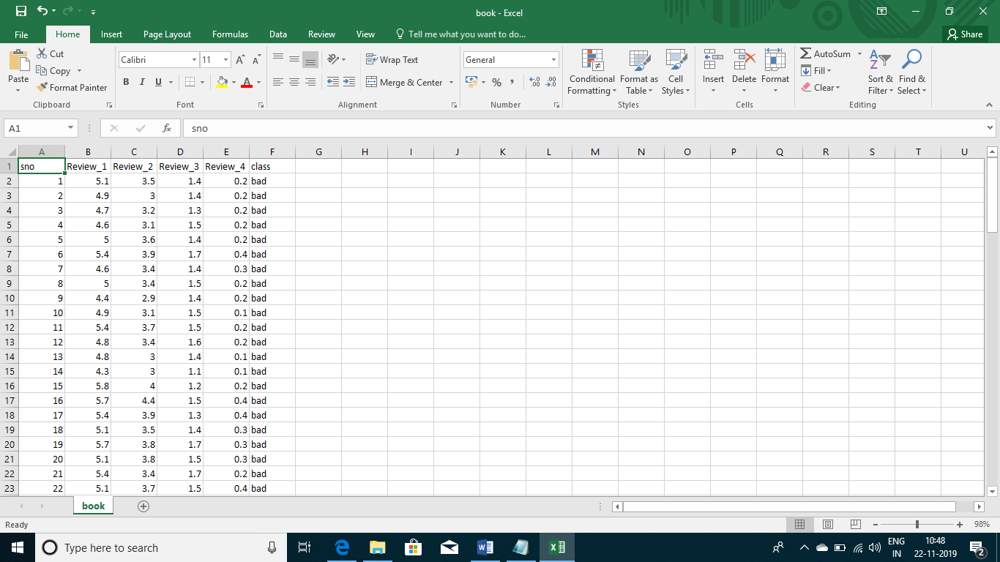 book - Excel
File Home Insert Page Layout Formulas Data Review View Tell me what you want to do... Share
Cut
Copy
Format Painter
Paste
Clipboard
Calibri 11
B I U
Font
Wrap Text
Merge & Center
Alignment
General
%
Number
Conditional Formatting
Format as Table
Cell Styles
Styles
Insert Delete Format
Cells
AutoSum
Fill
Clear
Sort & Filter
Find & Select
Editing
A1 fx sno
A B C D E F G H I J K L M N O P Q R S T U
1 sno Review_1 Review_2 Review_3 Review_4 class
2 1 5.1 3.5 1.4 0.2 bad
3 2 4.9 3 1.4 0.2 bad
4 3 4.7 3.2 1.3 0.2 bad
5 4 4.6 3.1 1.5 0.2 bad
6 5 5 3.6 1.4 0.2 bad
7 6 5.4 3.9 1.7 0.4 bad
8 7 4.6 3.4 1.4 0.3 bad
9 8 5 3.4 1.5 0.2 bad
10 9 4.4 2.9 1.4 0.2 bad
11 10 4.9 3.1 1.5 0.1 bad
12 11 5.4 3.7 1.5 0.2 bad
13 12 4.8 3.4 1.6 0.2 bad
14 13 4.8 3 1.4 0.1 bad
15 14 4.3 3 1.1 0.1 bad
16 15 5.8 4 1.2 0.2 bad
17 16 5.7 4.4 1.5 0.4 bad
18 17 5.4 3.9 1.3 0.4 bad
19 18 5.1 3.5 1.4 0.3 bad
20 19 5.7 3.8 1.7 0.3 bad
21 20 5.1 3.8 1.5 0.3 bad
22 21 5.4 3.4 1.7 0.2 bad
23 22 5.1 3.7 1.5 0.4 bad
book
Ready 98%
Type here to search
ENG 10:48
IN 22-11-2019 2